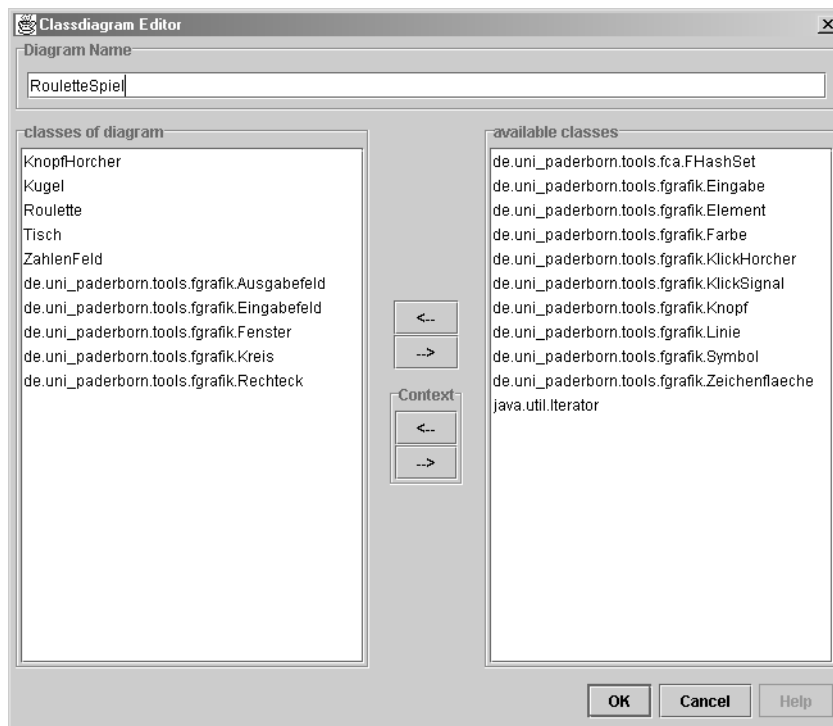 Classdiagram Editor
Diagram Name
RouletteSpiel
classes of diagram
KnopfHorcher
Kugel
Roulette
Tisch
ZahlenFeld
de.uni_paderborn.tools.fgrafik.Ausgabefeld
de.uni_paderborn.tools.fgrafik.Eingabefeld
de.uni_paderborn.tools.fgrafik.Fenster
de.uni_paderborn.tools.fgrafik.Kreis
de.uni_paderborn.tools.fgrafik.Rechteck
<--
-->
Context
<--
-->
available classes
de.uni_paderborn.tools.fca.FHashSet
de.uni_paderborn.tools.fgrafik.Eingabe
de.uni_paderborn.tools.fgrafik.Element
de.uni_paderborn.tools.fgrafik.Farbe
de.uni_paderborn.tools.fgrafik.KlickHorcher
de.uni_paderborn.tools.fgrafik.KlickSignal
de.uni_paderborn.tools.fgrafik.Knopf
de.uni_paderborn.tools.fgrafik.Linie
de.uni_paderborn.tools.fgrafik.Symbol
de.uni_paderborn.tools.fgrafik.Zeichenflaeche
java.util.Iterator
OK Cancel Help